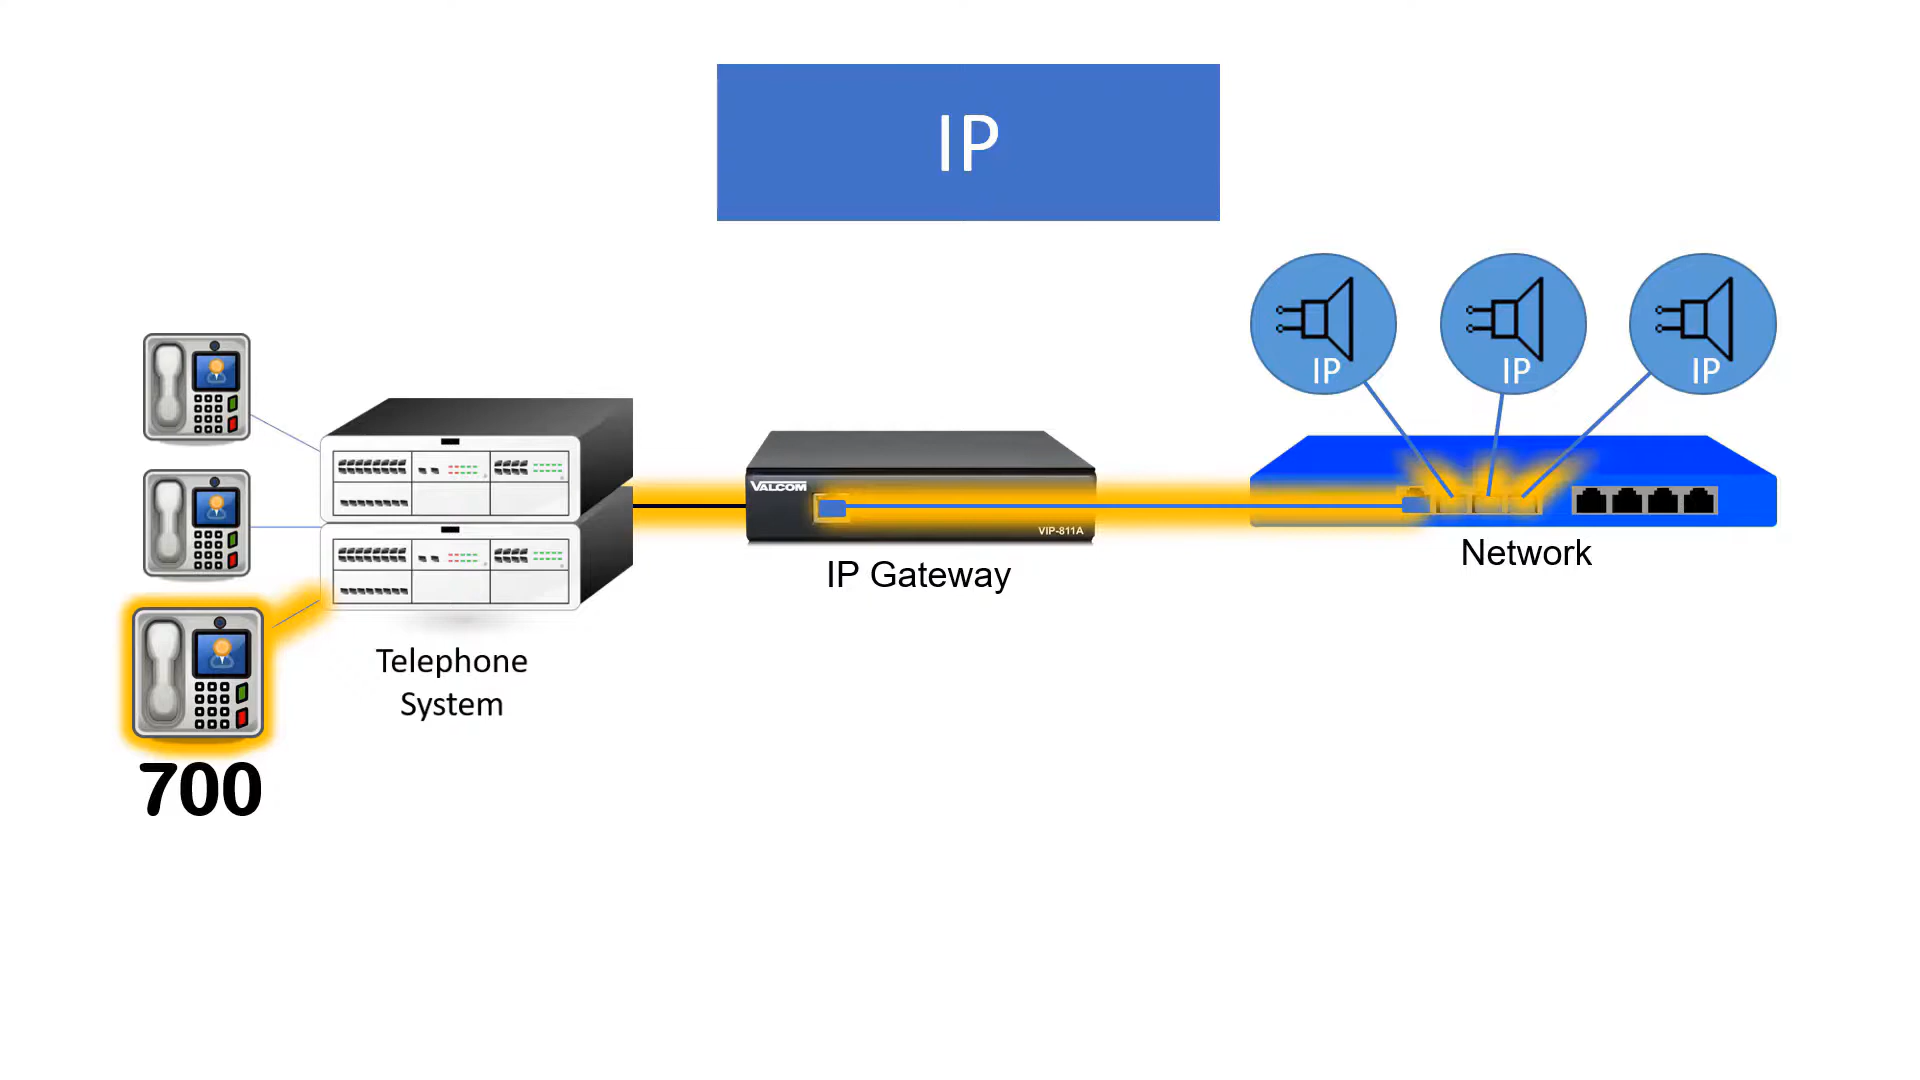 IP
IP
IP
IP
VALCOM
VIP-811A
IP Gateway
Network
Telephone
System
700